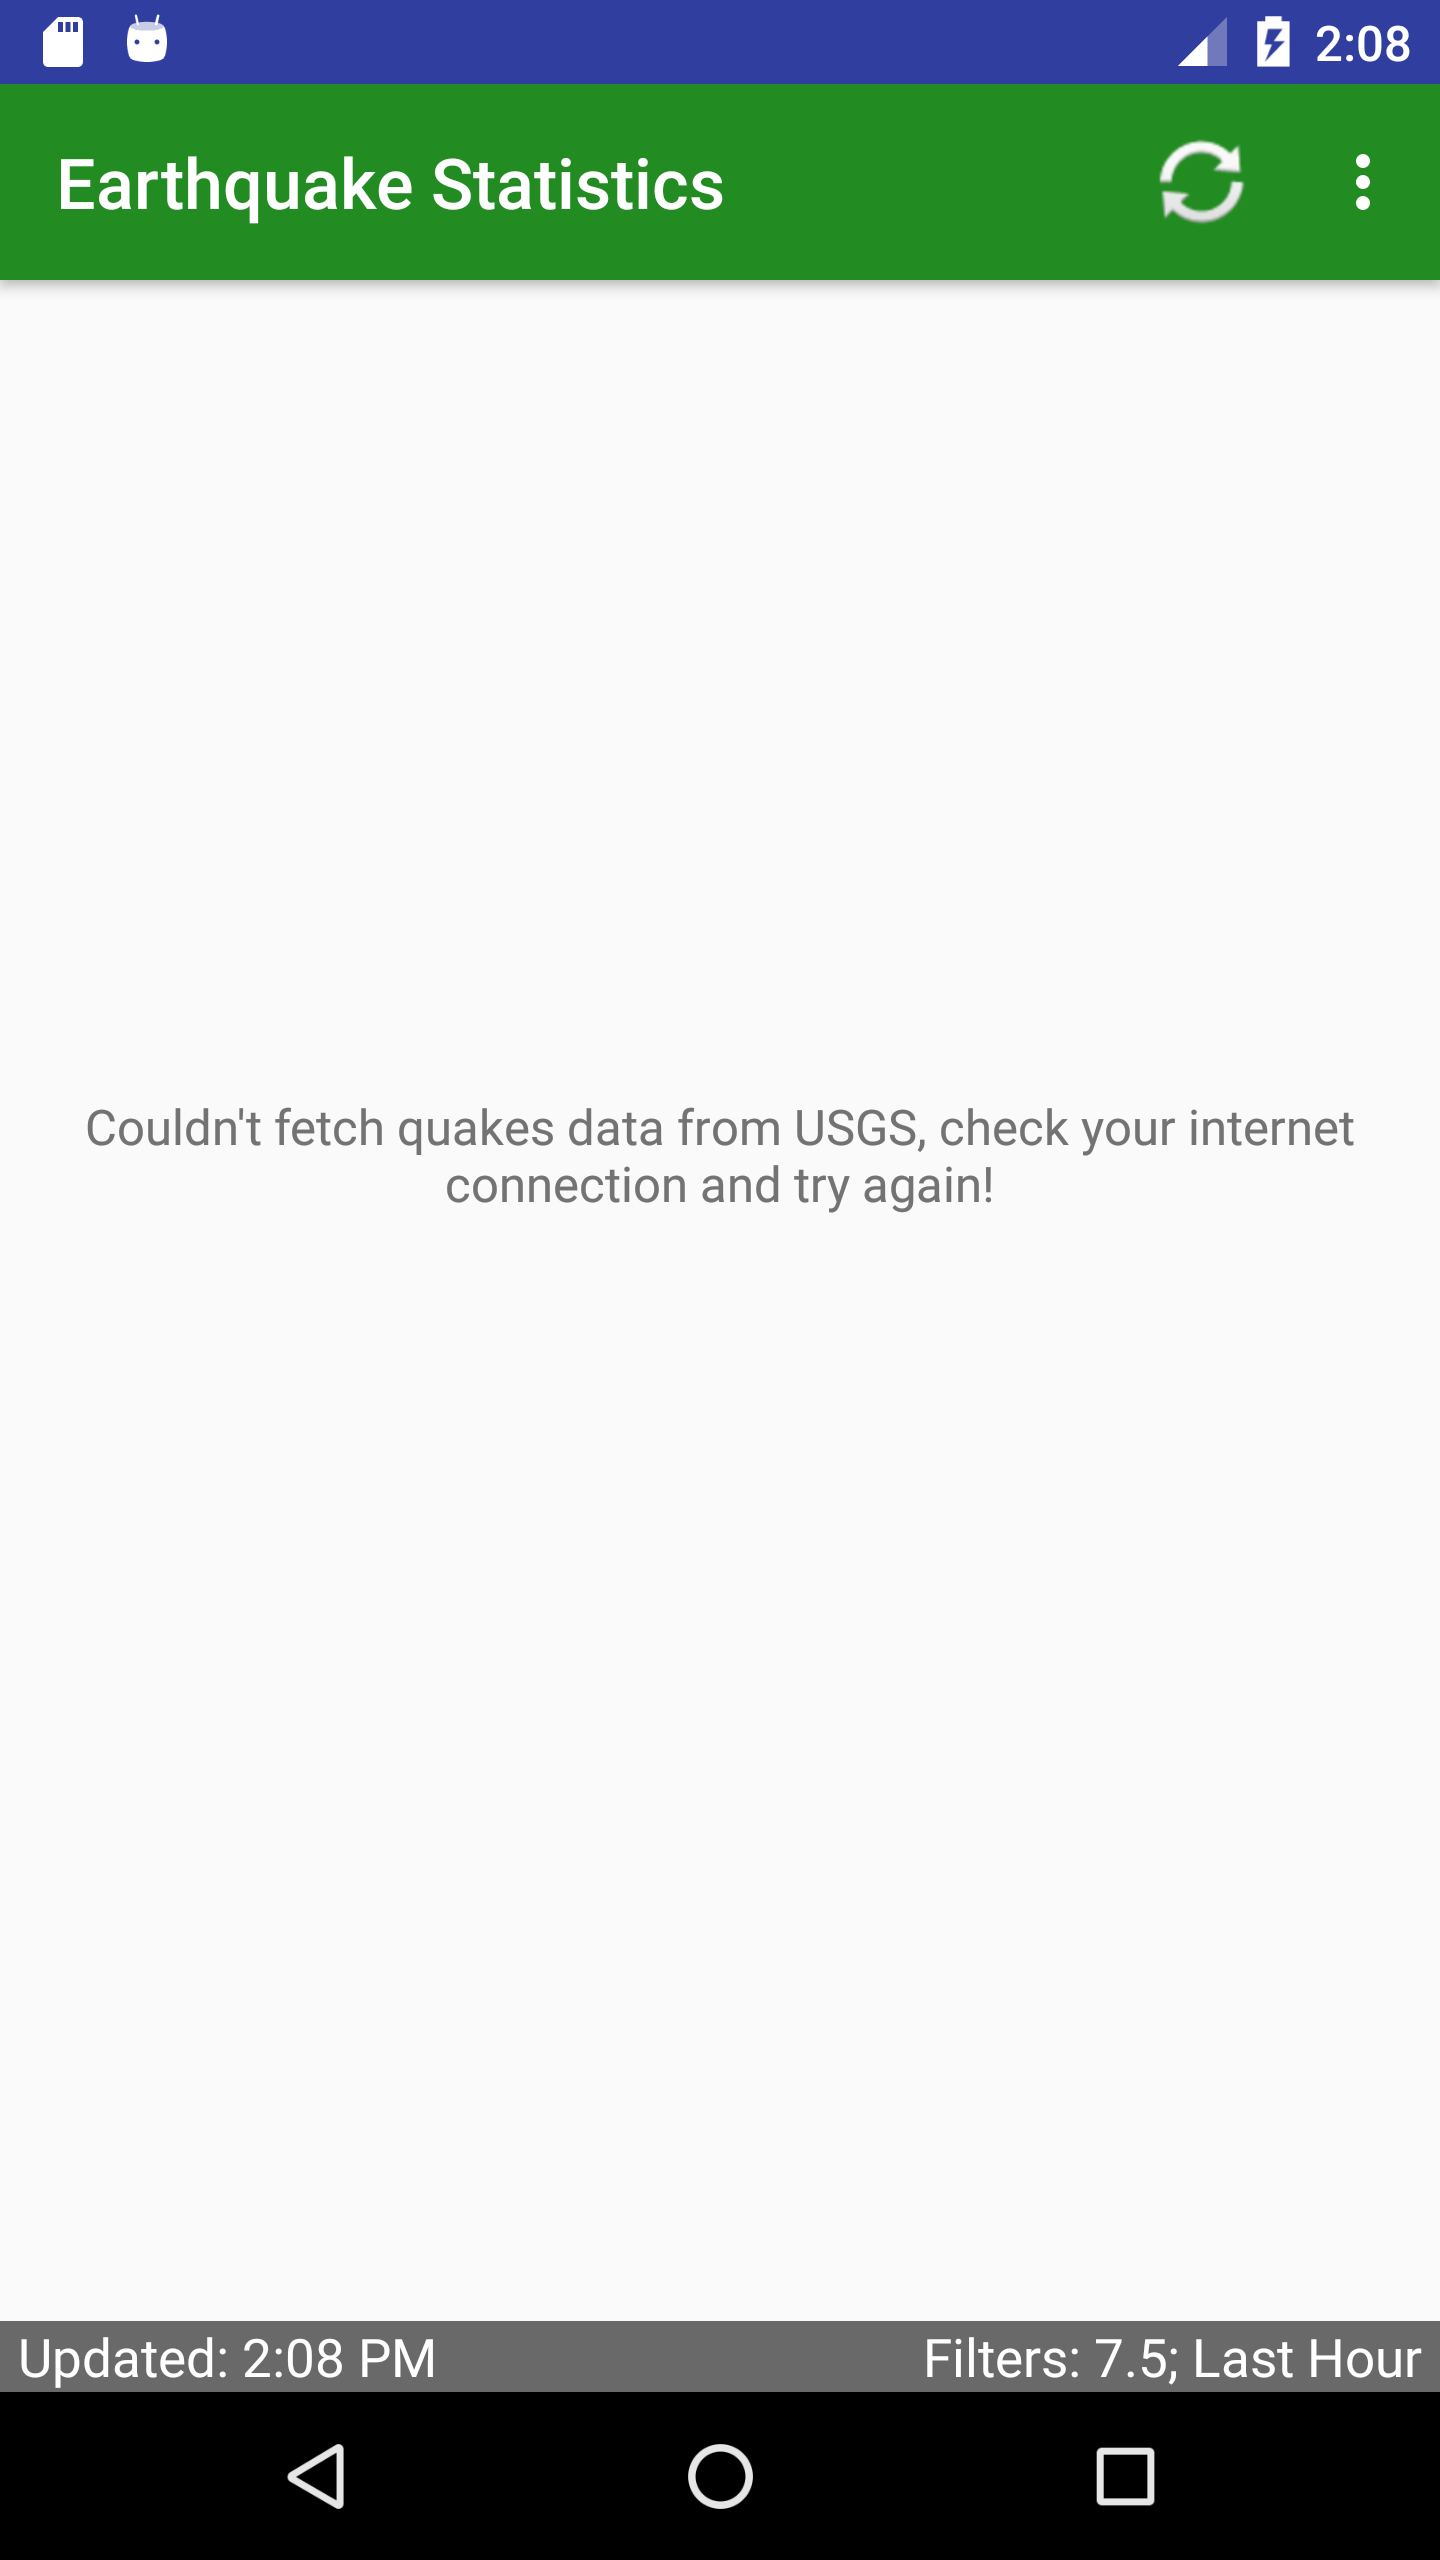 2:08
Earthquake Statistics
Couldn't fetch quakes data from USGS, check your internet
connection and try again!
Updated: 2:08 PM
Filters: 7.5; Last Hour